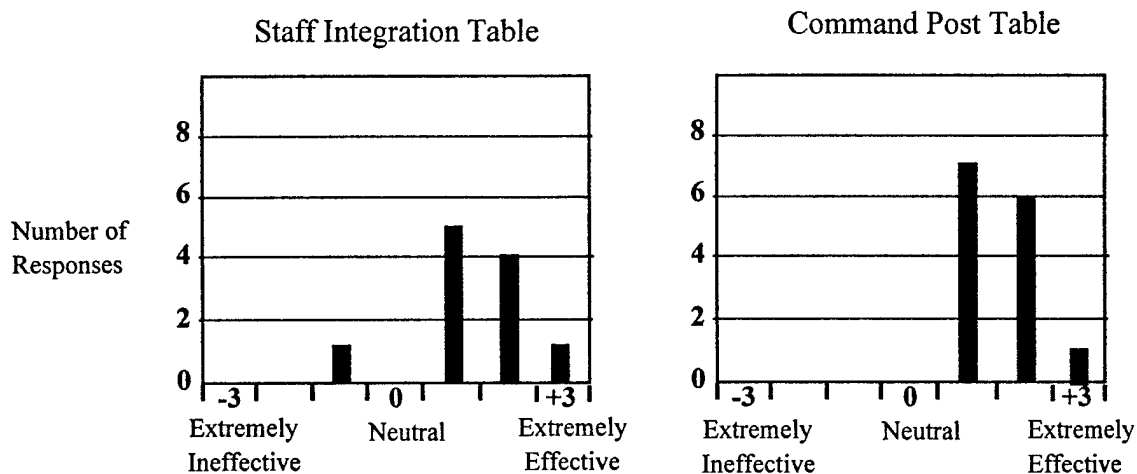 Staff Integration Table
Command Post Table
Number of
Responses
8
6
4
2
0
-3
0
+3
Extremely
Ineffective
Neutral
Extremely
Effective
8
6
4
2
0
-3
0
+3
Extremely
Ineffective
Neutral
Extremely
Effective